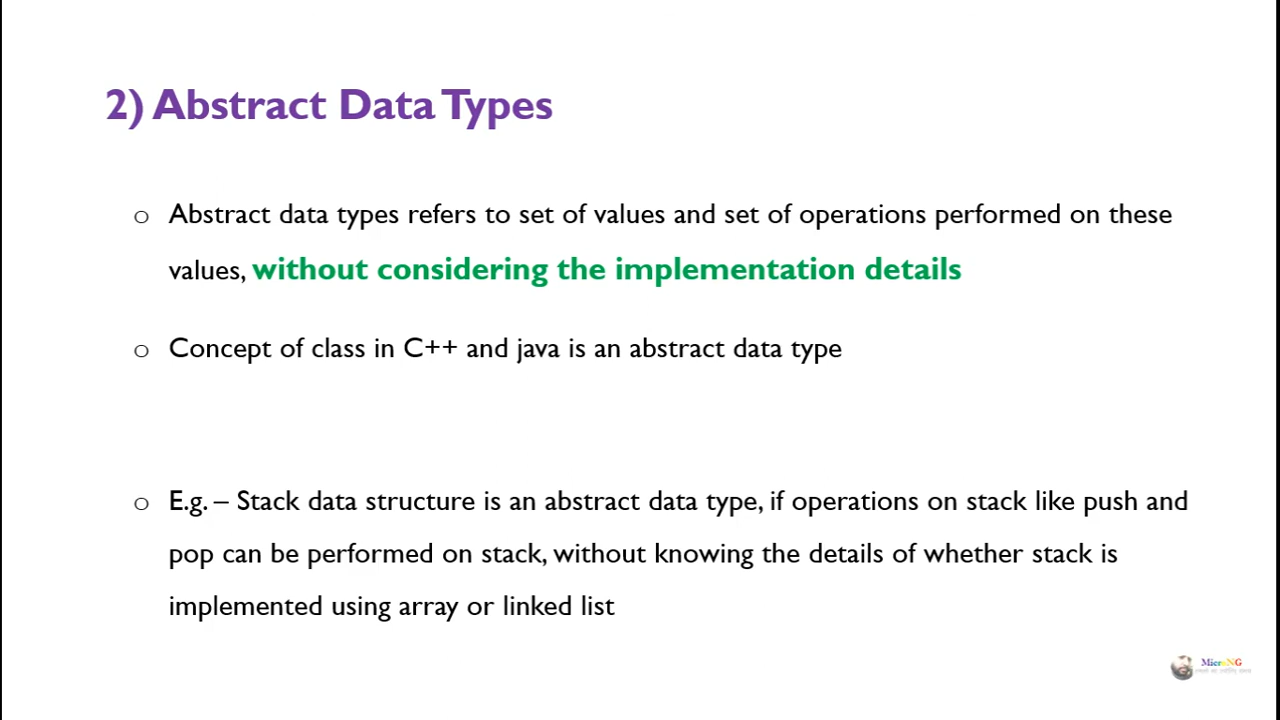 2) Abstract Data Types
o Abstract data types refers to set of values and set of operations performed on these
values, without considering the implementation details
o Concept of class in C++ and java is an abstract data type
o E.g. – Stack data structure is an abstract data type, if operations on stack like push and
pop can be performed on stack, without knowing the details of whether stack is
implemented using array or linked list
MicroNG